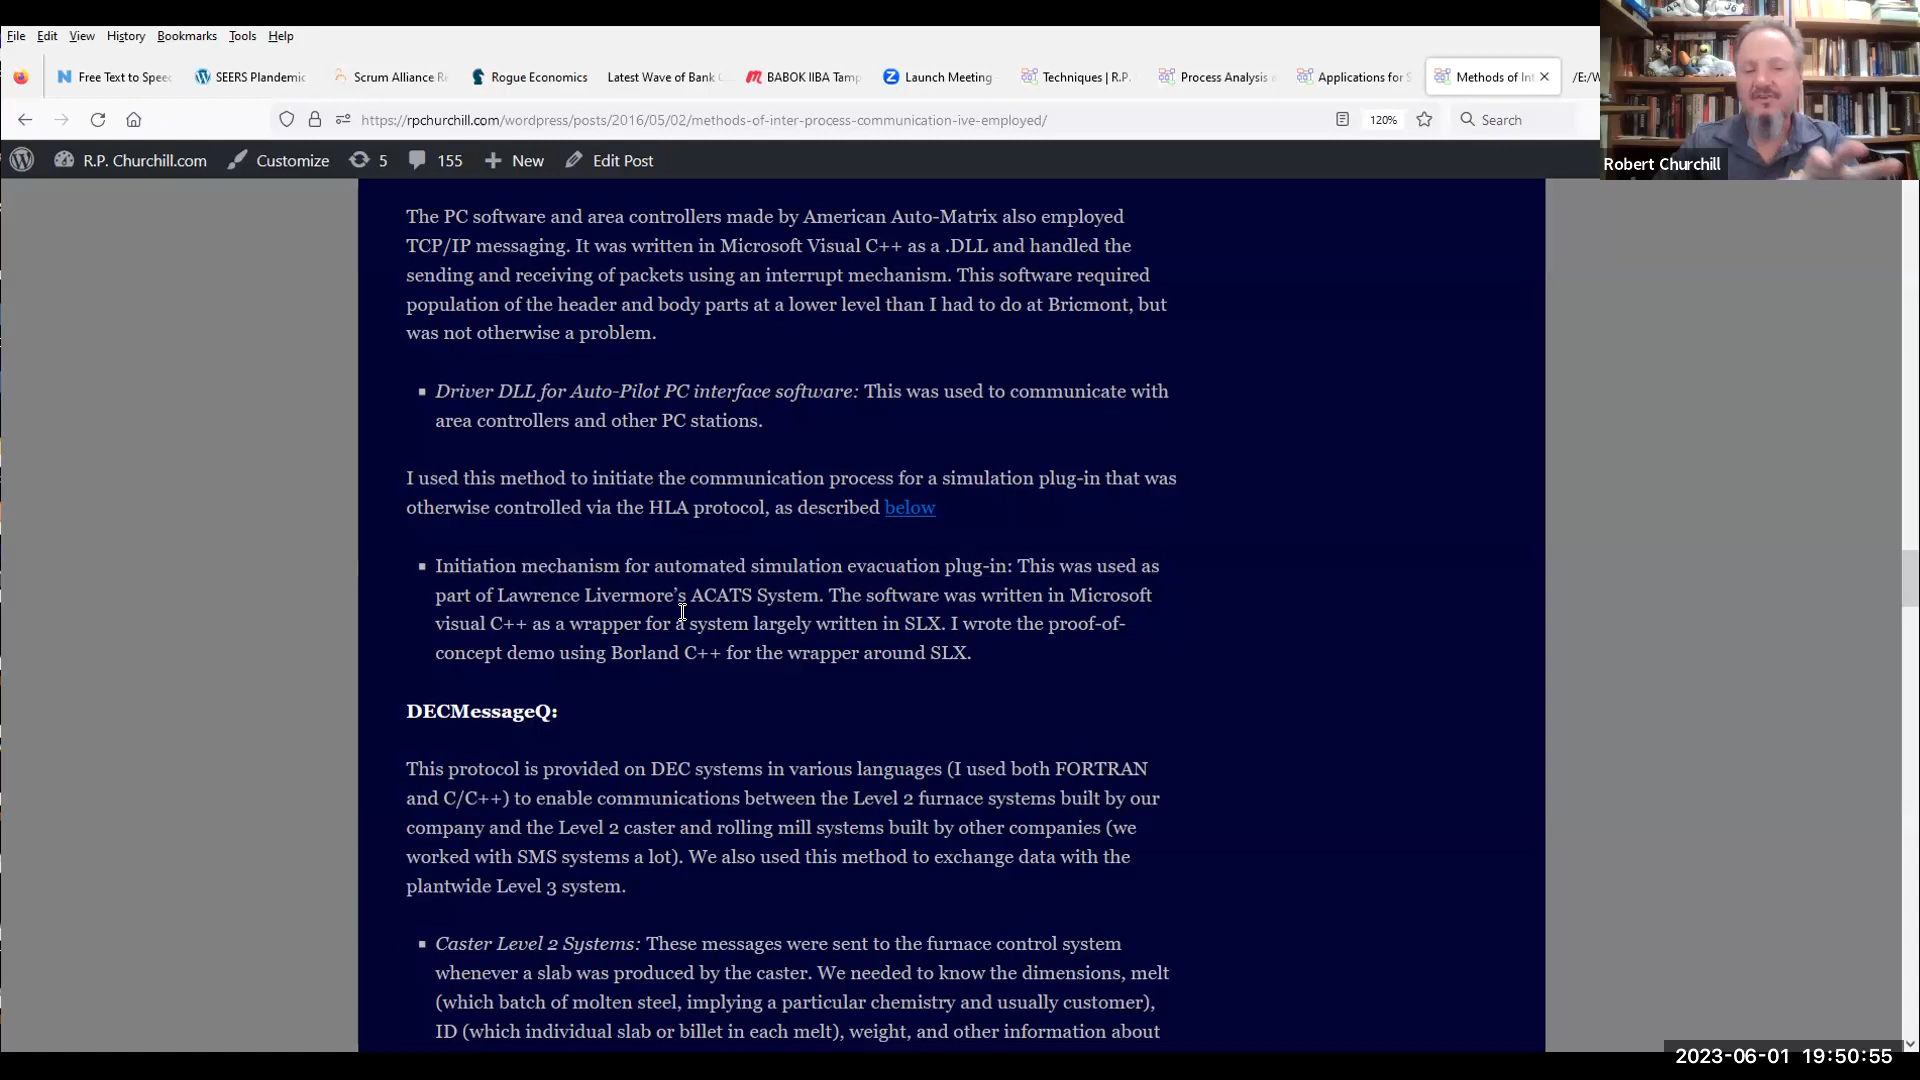 File Edit View History Bookmarks Tools Help
Free Text to Speec SEERS Plandemic Scrum Alliance R Rogue Economics Latest Wave of Bank BABOK IIBA Tamp Launch Meeting Techniques | R.P. Process Analysis Applications for S Methods of Int /E:/W
https://rpchurchill.com/wordpress/posts/2016/05/02/methods-of-inter-process-communication-ive-employed/ 120% Search
R.P. Churchill.com Customize 5 155 New Edit Post
Robert Churchill
The PC software and area controllers made by American Auto-Matrix also employed
TCP/IP messaging. It was written in Microsoft Visual C++ as a .DLL and handled the
sending and receiving of packets using an interrupt mechanism. This software required
population of the header and body parts at a lower level than I had to do at Bricmont, but
was not otherwise a problem.
Driver DLL for Auto-Pilot PC interface software: This was used to communicate with
area controllers and other PC stations.
I used this method to initiate the communication process for a simulation plug-in that was
otherwise controlled via the HLA protocol, as described below
Initiation mechanism for automated simulation evacuation plug-in: This was used as
part of Lawrence Livermore's ACATS System. The software was written in Microsoft
visual C++ as a wrapper for a system largely written in SLX. I wrote the proof-of-
concept demo using Borland C++ for the wrapper around SLX.
DECMessageQ:
This protocol is provided on DEC systems in various languages (I used both FORTRAN
and C/C++) to enable communications between the Level 2 furnace systems built by our
company and the Level 2 caster and rolling mill systems built by other companies (we
worked with SMS systems a lot). We also used this method to exchange data with the
plantwide Level 3 system.
Caster Level 2 Systems: These messages were sent to the furnace control system
whenever a slab was produced by the caster. We needed to know the dimensions, melt
(which batch of molten steel, implying a particular chemistry and usually customer),
ID (which individual slab or billet in each melt), weight, and other information about
2023-06-01 19:50:55